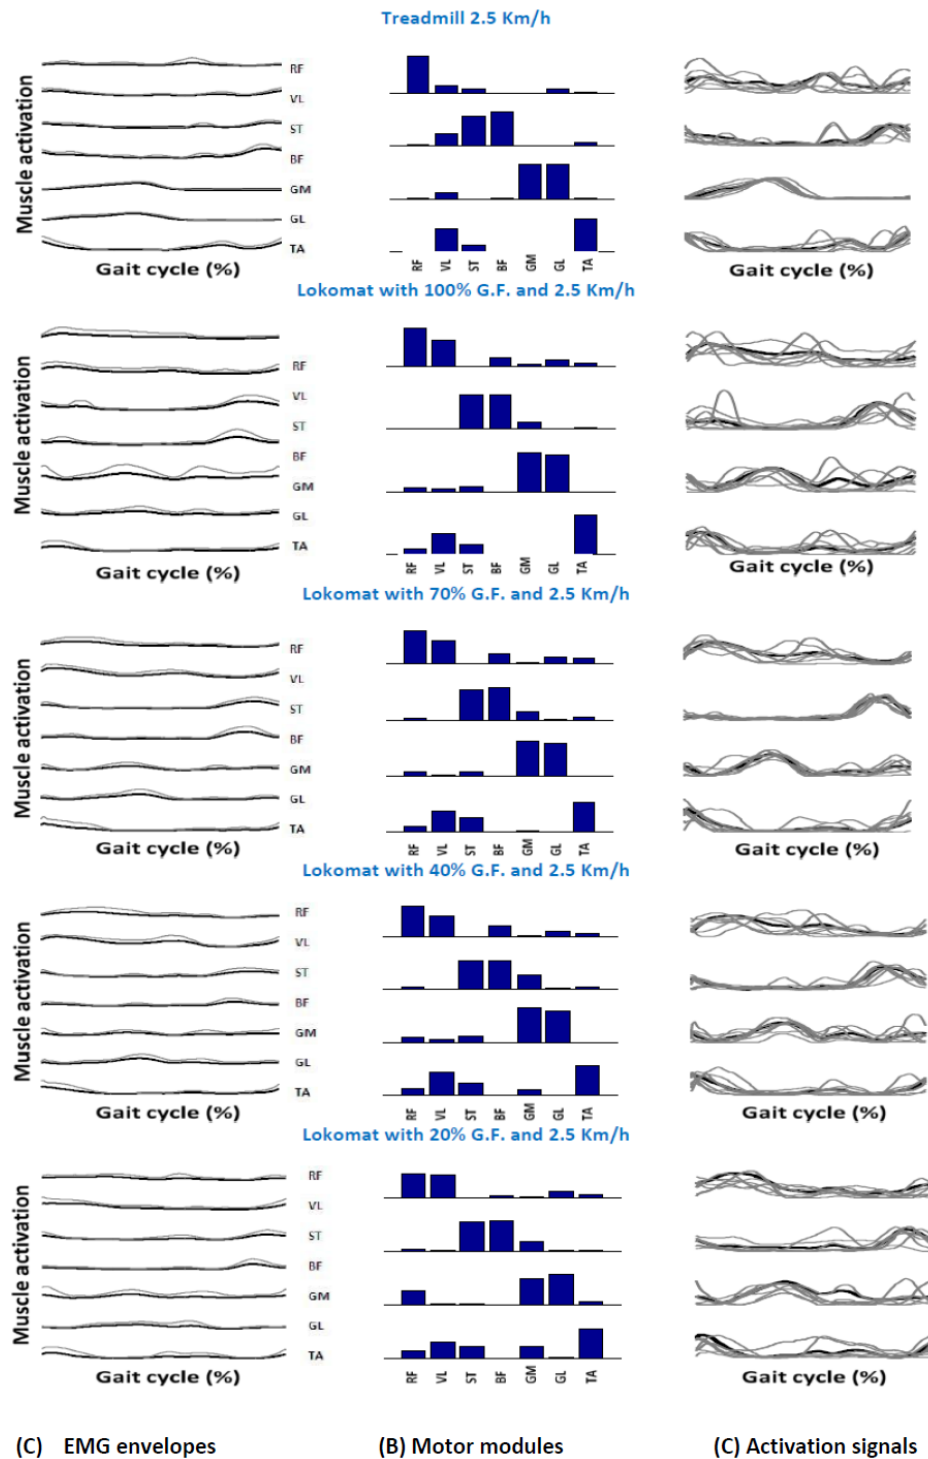 Treadmill 2.5 Km/h
Muscle activation
RF
VL
ST
BF
GM
GL
TA
Gait cycle (%)
RF
VL
ST
BF
GM
GL
TA
Gait cycle (%)
Lokomat with 100% G.F. and 2.5 Km/h
Muscle activation
RF
VL
ST
BF
GM
GL
TA
Gait cycle (%)
RF
VL
ST
BF
GM
GL
TA
Gait cycle (%)
Lokomat with 70% G.F. and 2.5 Km/h
Muscle activation
RF
VL
ST
BF
GM
GL
TA
Gait cycle (%)
RF
VL
ST
BF
GM
GL
TA
Gait cycle (%)
Lokomat with 40% G.F. and 2.5 Km/h
Muscle activation
RF
VL
ST
BF
GM
GL
TA
Gait cycle (%)
RF
VL
ST
BF
GM
GL
TA
Gait cycle (%)
Lokomat with 20% G.F. and 2.5 Km/h
Muscle activation
RF
VL
ST
BF
GM
GL
TA
Gait cycle (%)
RF
VL
ST
BF
GM
GL
TA
Gait cycle (%)
(C) EMG envelopes
(B) Motor modules
(C) Activation signals